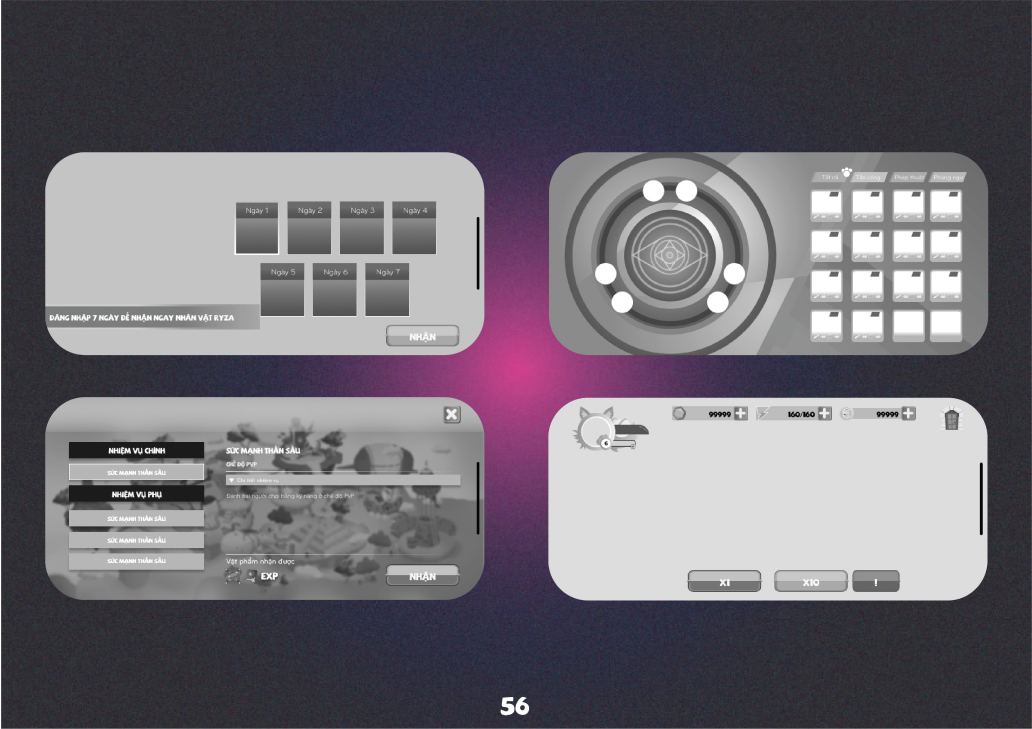 Ngày 1 Ngày 2 Ngày 3 Ngày 4
Ngày 5 Ngày 6 Ngày 7
ĐĂNG NHẬP 7 NGÀY ĐỂ NHẬN NGAY NHÂN VẬT RYZA
NHẬN
Tất cả Tấn công Phép thuật Phòng ngự
NHIỆM VỤ CHÍNH
SỨC MẠNH THẦN SẦU
NHIỆM VỤ PHỤ
SỨC MẠNH THẦN SẦU
SỨC MẠNH THẦN SẦU
SỨC MẠNH THẦN SẦU
SỨC MẠNH THẦN SẦU
CHẾ ĐỘ PVP
Chi tiết nhiệm vụ
Đánh bại người chơi bằng kỹ năng ở chế độ PVP
Vật phẩm nhận được
EXP
NHẬN
6
99999 160/160 99999
X1 X10 !
56